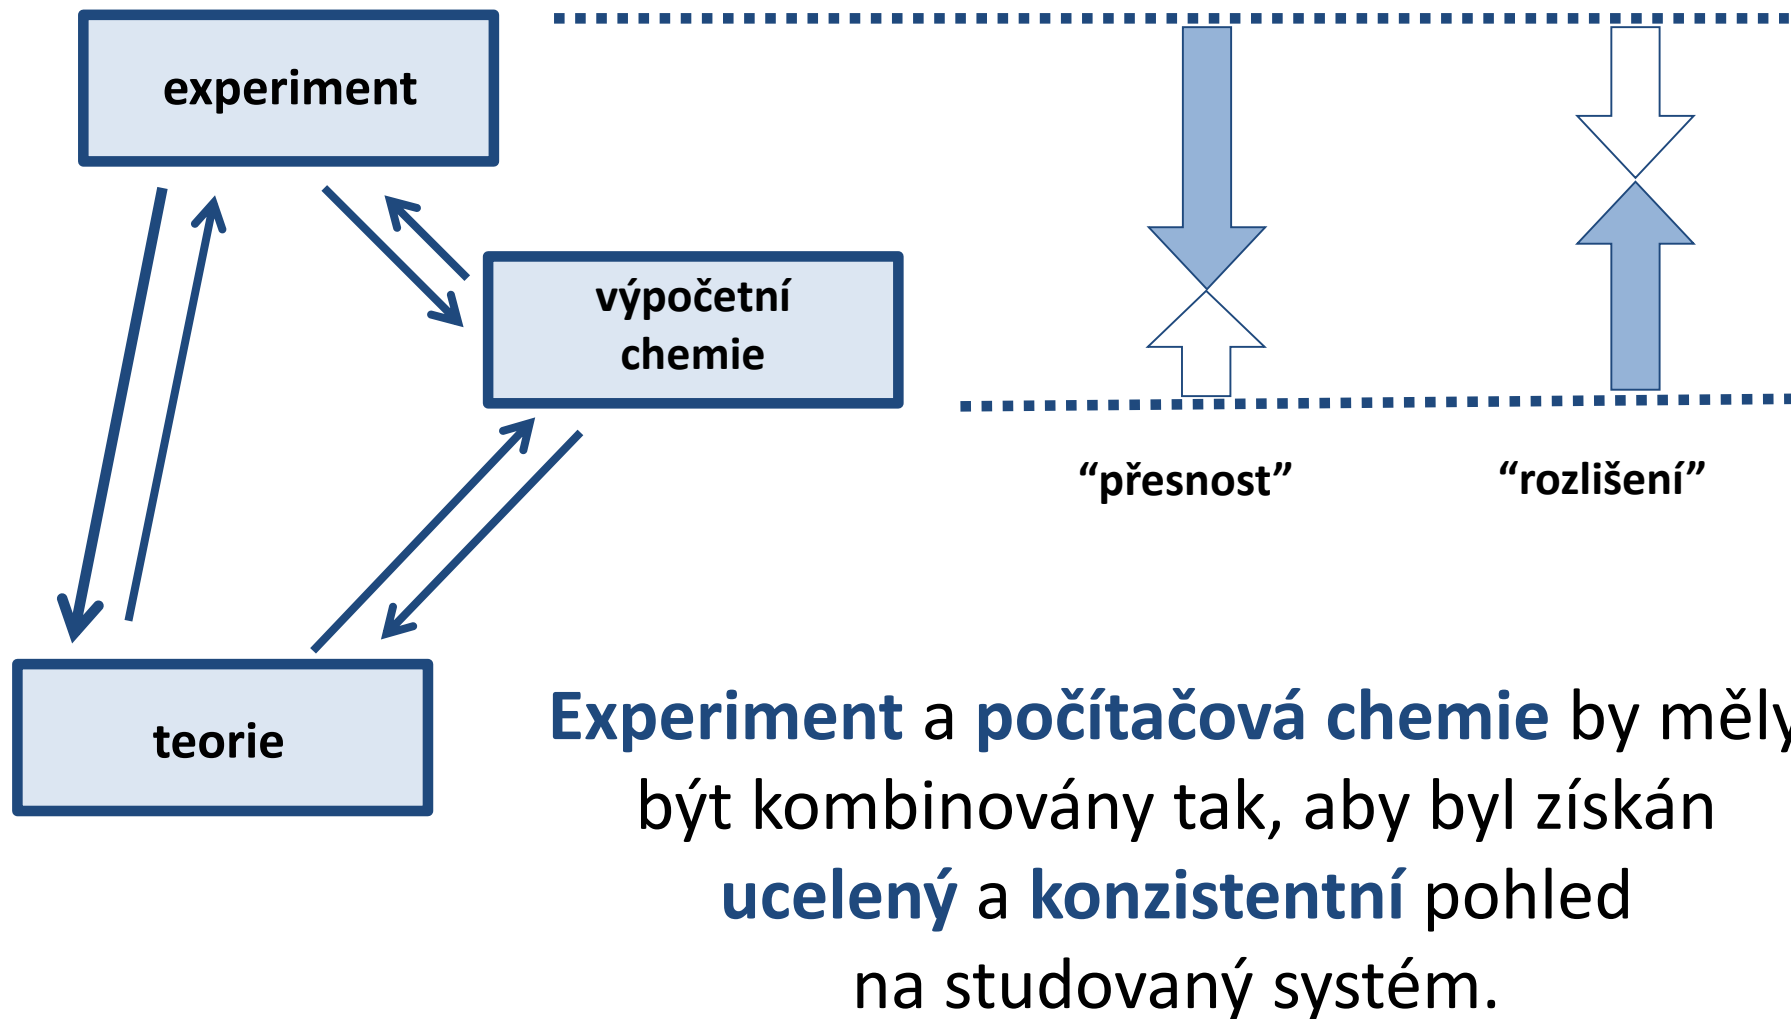 experiment
výpočetní
chemie
“přesnost”
“rozlišení”
teorie
Experiment a počítačová chemie by měly
být kombinovány tak, aby byl získán
ucelený a konzistentní pohled
na studovaný systém.